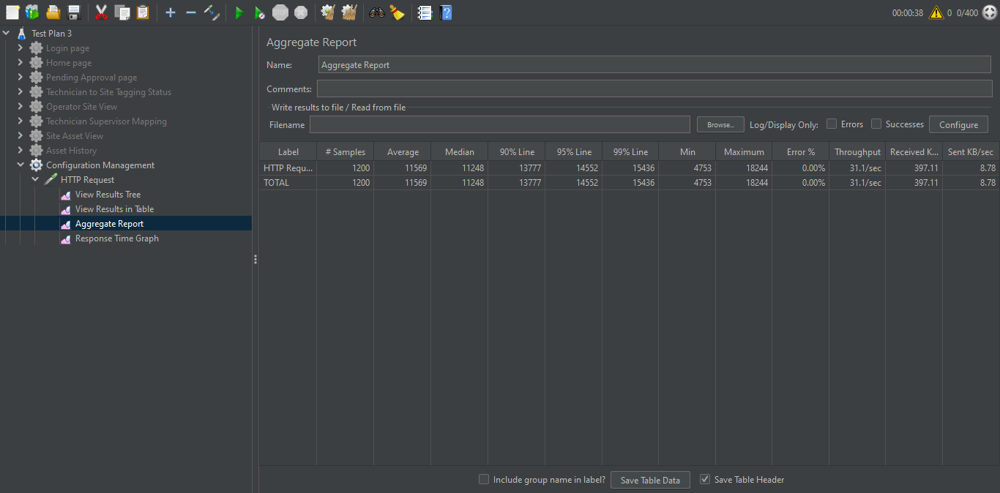 STOP
00:00:38 0 0/400
Test Plan 3
Login page
Home page
Pending Approval page
Technician to Site Tagging Status
Operator Site View
Technician Supervisor Mapping
Site Asset View
Asset History
Configuration Management
HTTP Request
View Results Tree
View Results in Table
Aggregate Report
Response Time Graph
Aggregate Report
Name: Aggregate Report
Comments:
Write results to file / Read from file
Filename Browse... Log/Display Only: Errors Successes Configure
Label # Samples Average Median 90% Line 95% Line 99% Line Min Maximum Error % Throughput Received K... Sent KB/sec
HTTP Requ... 1200 11569 11248 13777 14552 15436 4753 18244 0.00% 31.1/sec 397.11 8.78
TOTAL 1200 11569 11248 13777 14552 15436 4753 18244 0.00% 31.1/sec 397.11 8.78
Include group name in label? Save Table Data Save Table Header